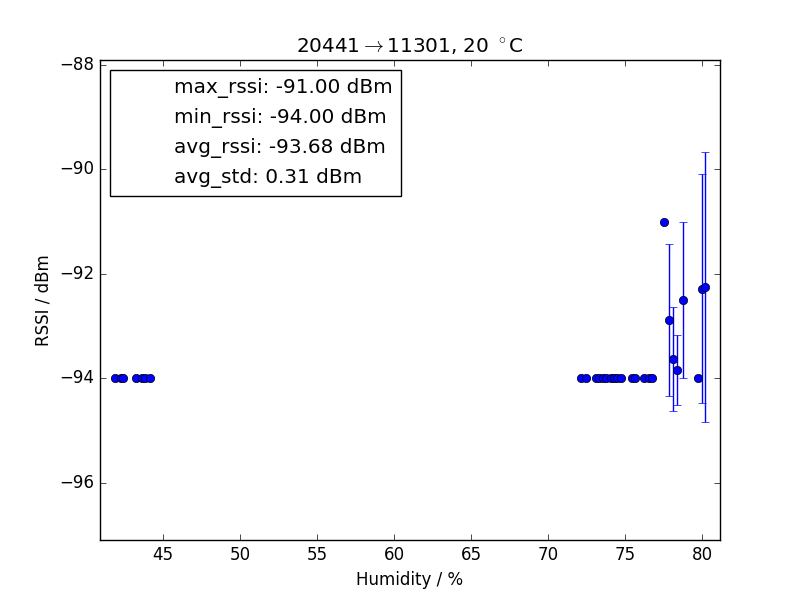 20441→11301, 20 °C
max_rssi: -91.00 dBm
min_rssi: -94.00 dBm
avg_rssi: -93.68 dBm
avg_std: 0.31 dBm
RSSI / dBm
−88
−90
−92
−94
−96
45 50 55 60 65 70 75 80
Humidity / %